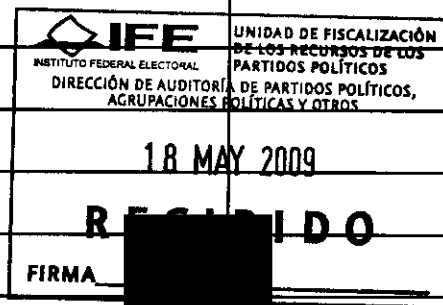 IFE
INSTITUTO FEDERAL ELECTORAL
UNIDAD DE FISCALIZACIÓN
DE LOS RECURSOS DE LOS
PARTIDOS POLÍTICOS
DIRECCIÓN DE AUDITORÍA DE PARTIDOS POLÍTICOS,
AGRUPACIONES POLÍTICAS Y OTROS
18 MAY 2009
RECIBIDO
FIRMA